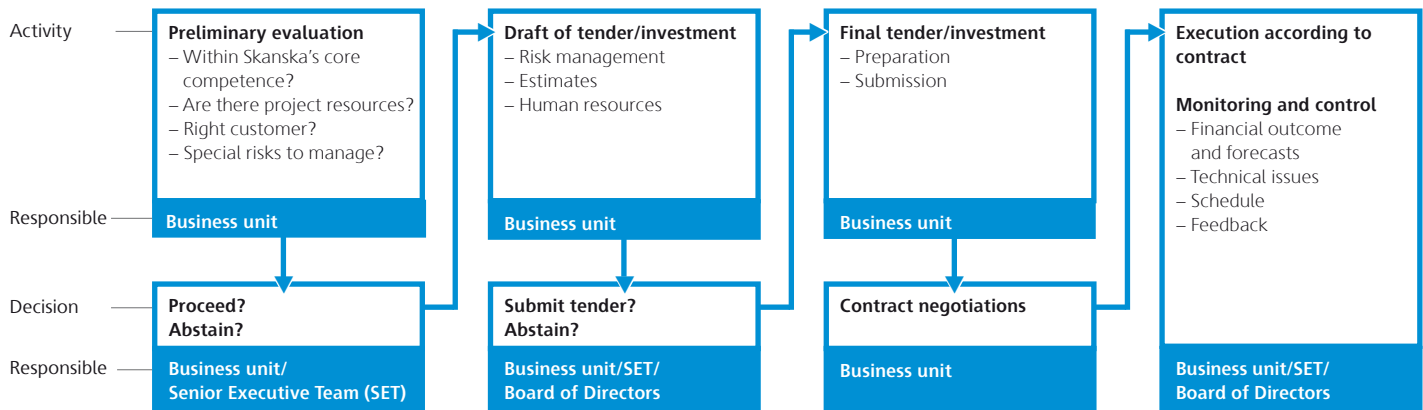 Activity
Preliminary evaluation
– Within Skanska's core
competence?
– Are there project resources?
– Right customer?
– Special risks to manage?
Responsible
Business unit
Decision
Proceed?
Abstain?
Responsible
Business unit/
Senior Executive Team (SET)
Draft of tender/investment
– Risk management
– Estimates
– Human resources
Business unit
Submit tender?
Abstain?
Business unit/SET/
Board of Directors
Final tender/investment
– Preparation
– Submission
Business unit
Contract negotiations
Business unit
Execution according to
contract
Monitoring and control
– Financial outcome
and forecasts
– Technical issues
– Schedule
– Feedback
Business unit/SET/
Board of Directors